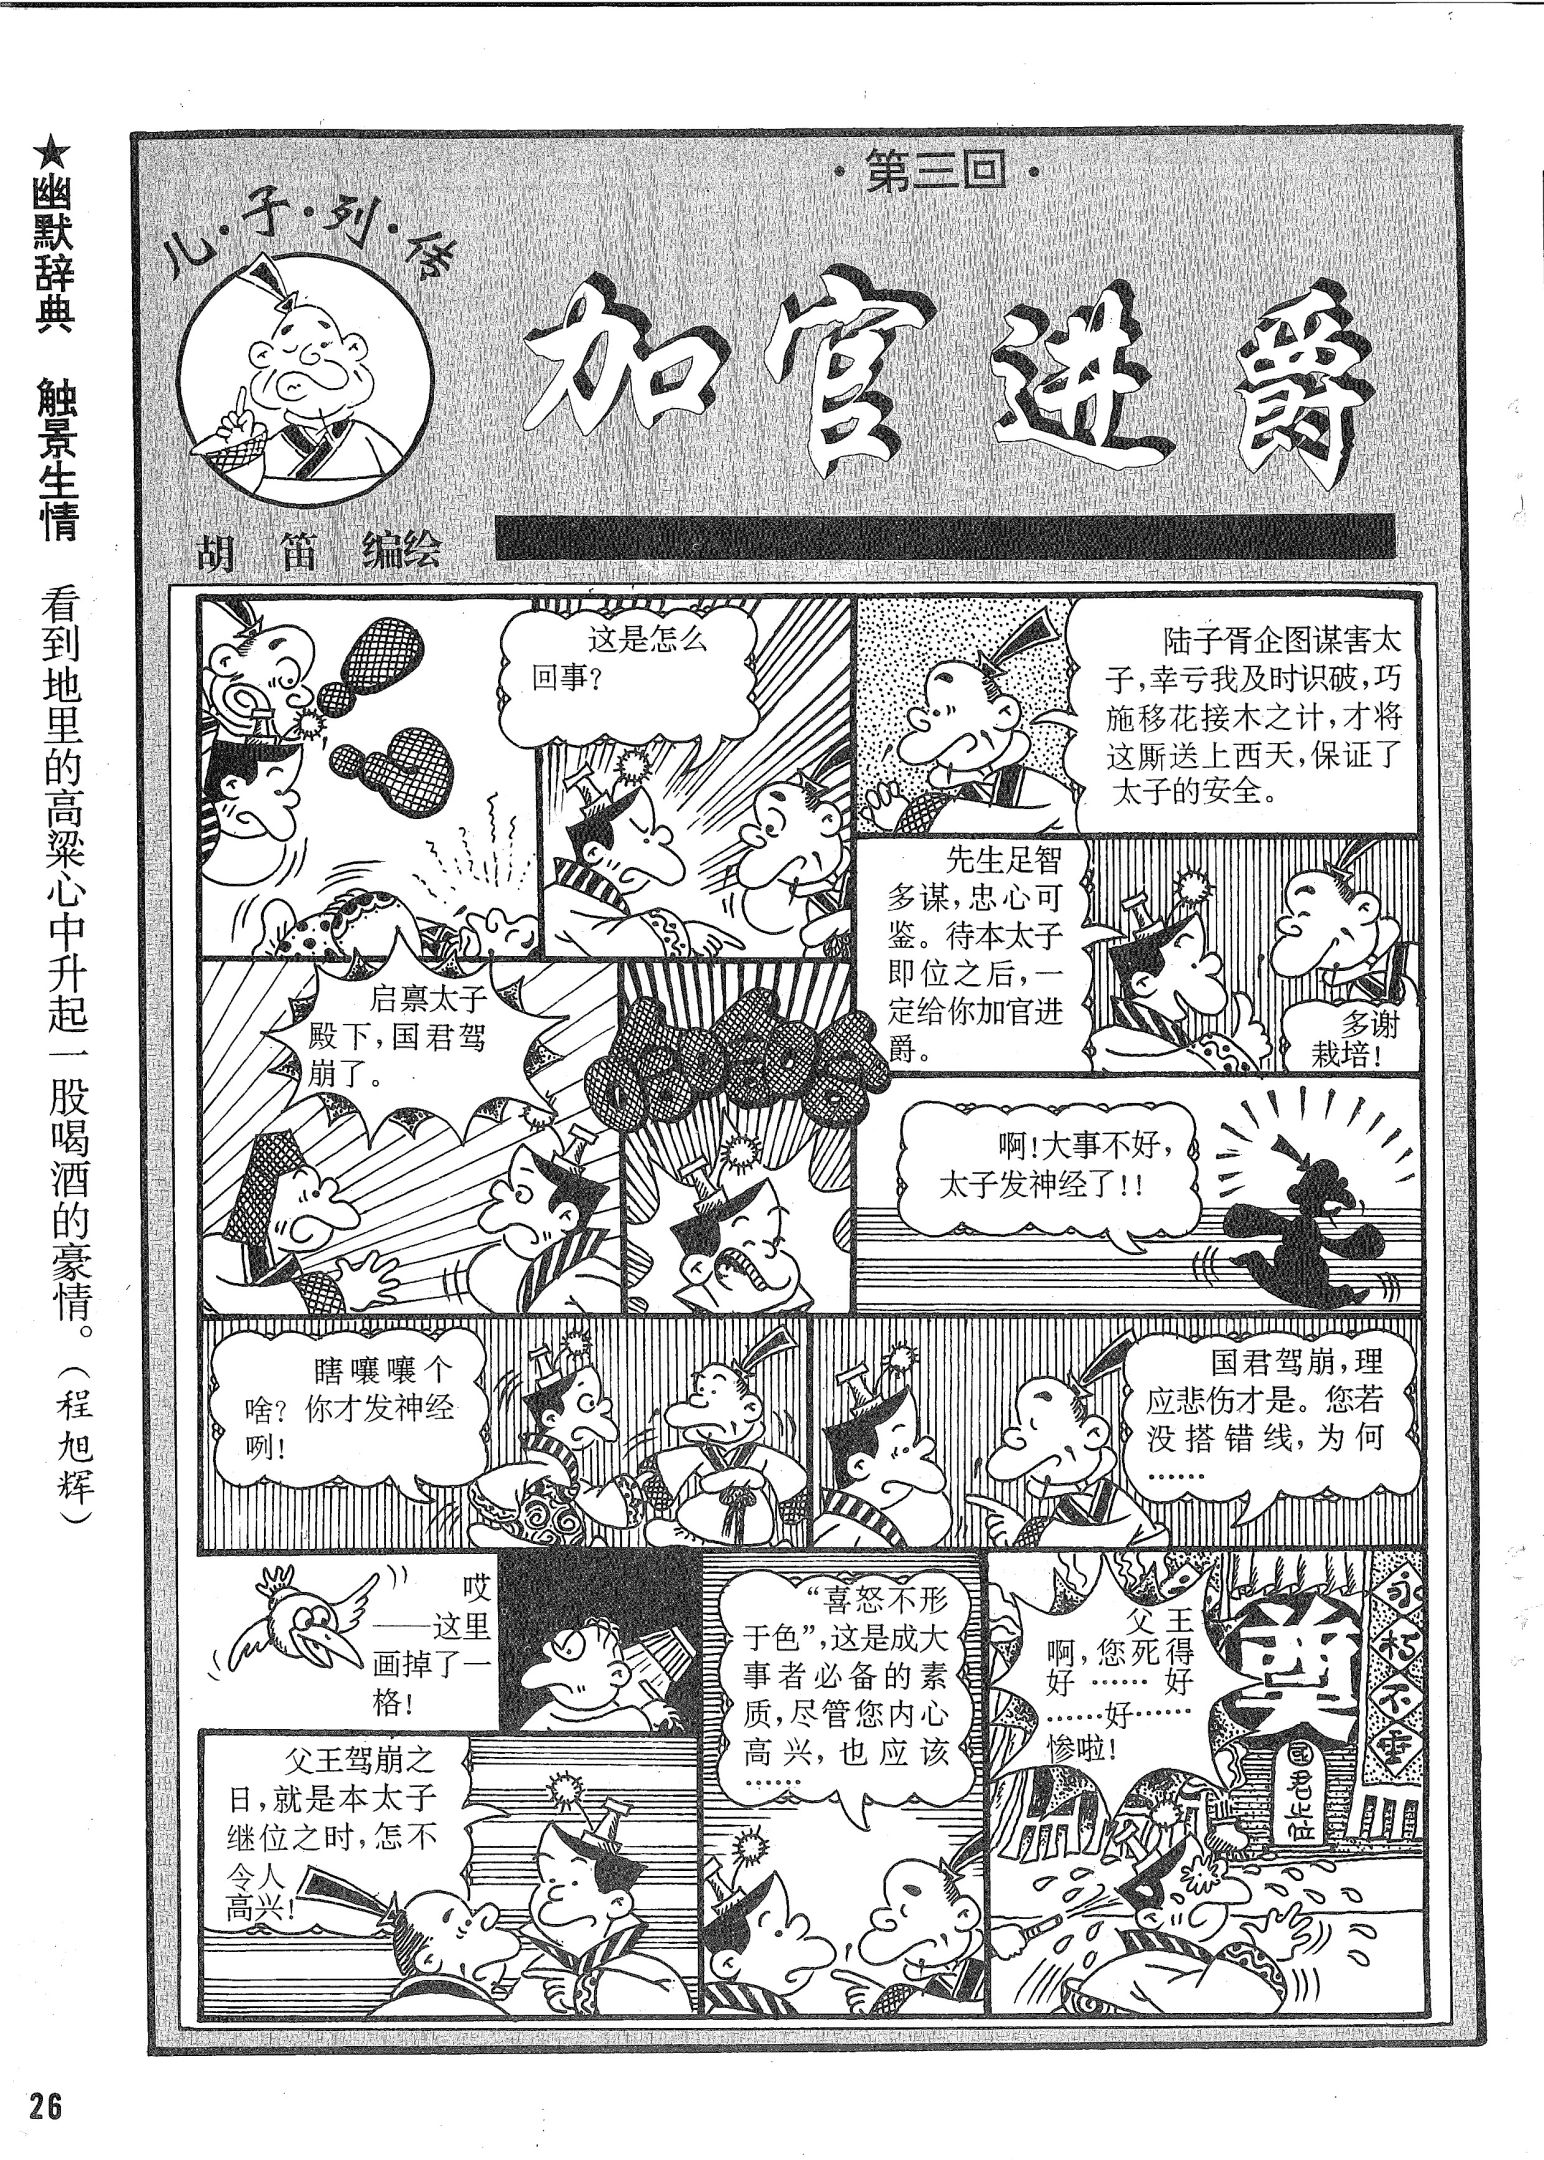 ·第三回·
儿·子·列·传
加官进爵
胡 笛 编绘
这是怎么
回事？
陆子胥企图谋害太
子，幸亏我及时识破，巧
施移花接木之计，才将
这厮送上西天，保证了
太子的安全。
先生足智
多谋，忠心可
鉴。待本太子
即位之后，一
定给你加官进
爵。
多谢
栽培！
启禀太子
殿下，国君驾
崩了。
哈哈哈
啊！大事不好，
太子发神经了！！
瞎嚷嚷个
啥？你才发神经
咧！
国君驾崩，理
应悲伤才是。您若
没搭错线，为何
……
哎
——这里
画掉了一
格！
父王驾崩之
日，就是本太子
继位之时，怎不
令人
高兴！
“喜怒不形
于色”，这是成大
事者必备的素
质，尽管您内心
高兴，也应该
……
父王
啊，您死得
好……好
……好……
惨啦！
奠
永朽不垂
國君之位
★幽默辞典 触景生情 看到地里的高粱心中升起一股喝酒的豪情。（程旭辉）
26